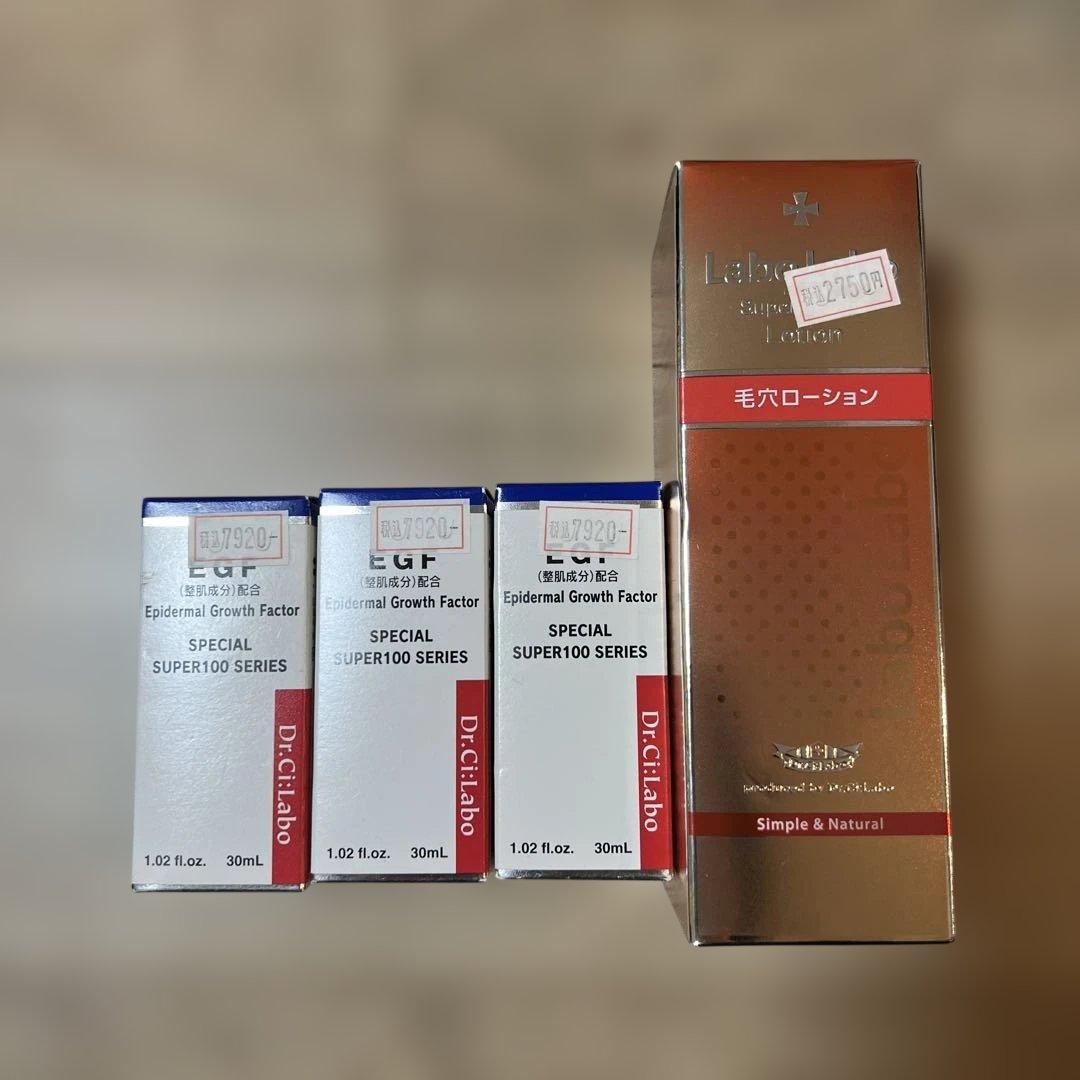 税込7920-
EGF
(整肌成分)配合
Epidermal Growth Factor
SPECIAL
SUPER100 SERIES
Dr.Ci:Labo
1.02 fl.oz. 30mL
税込7920-
EGF
(整肌成分)配合
Epidermal Growth Factor
SPECIAL
SUPER100 SERIES
Dr.Ci:Labo
1.02 fl.oz. 30mL
税込7920-
EGF
(整肌成分)配合
Epidermal Growth Factor
SPECIAL
SUPER100 SERIES
Dr.Ci:Labo
1.02 fl.oz. 30mL
LaboLabo
税込2750円
Lotion
毛穴ローション
LaboLabo
produced by Dr.Ci:Labo
Simple & Natural